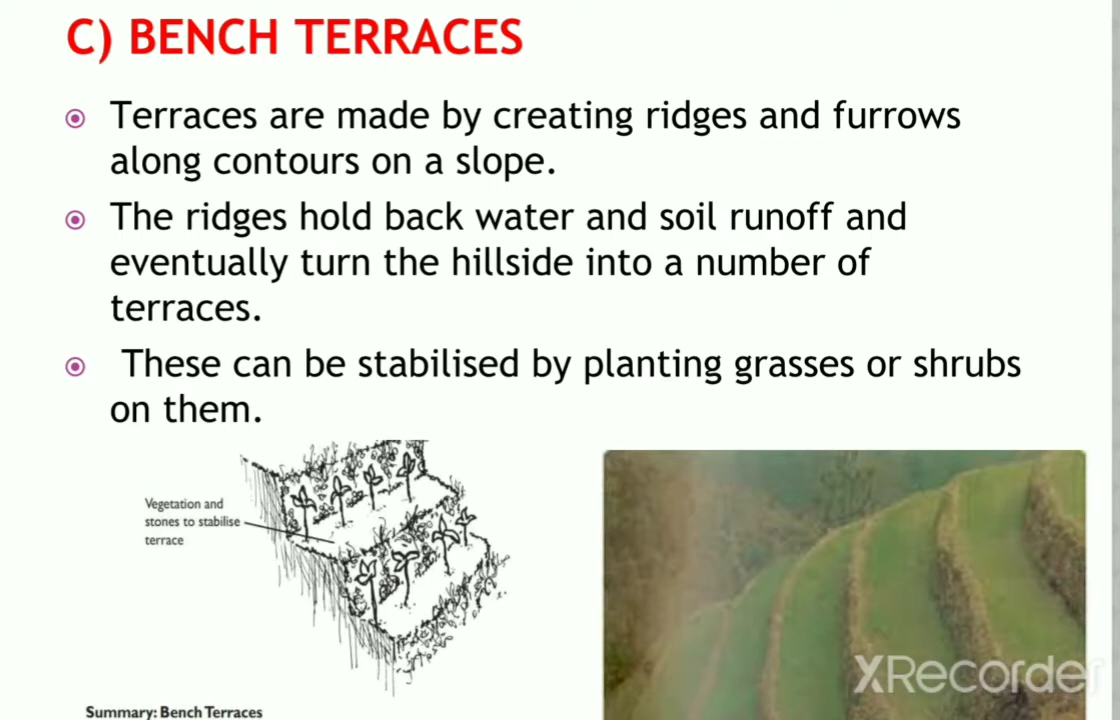 C) BENCH TERRACES
Terraces are made by creating ridges and furrows
along contours on a slope.
The ridges hold back water and soil runoff and
eventually turn the hillside into a number of
terraces.
These can be stabilised by planting grasses or shrubs
on them.
Vegetation and
stones to stabilise
terrace
XRecorder
Summary: Bench Terraces